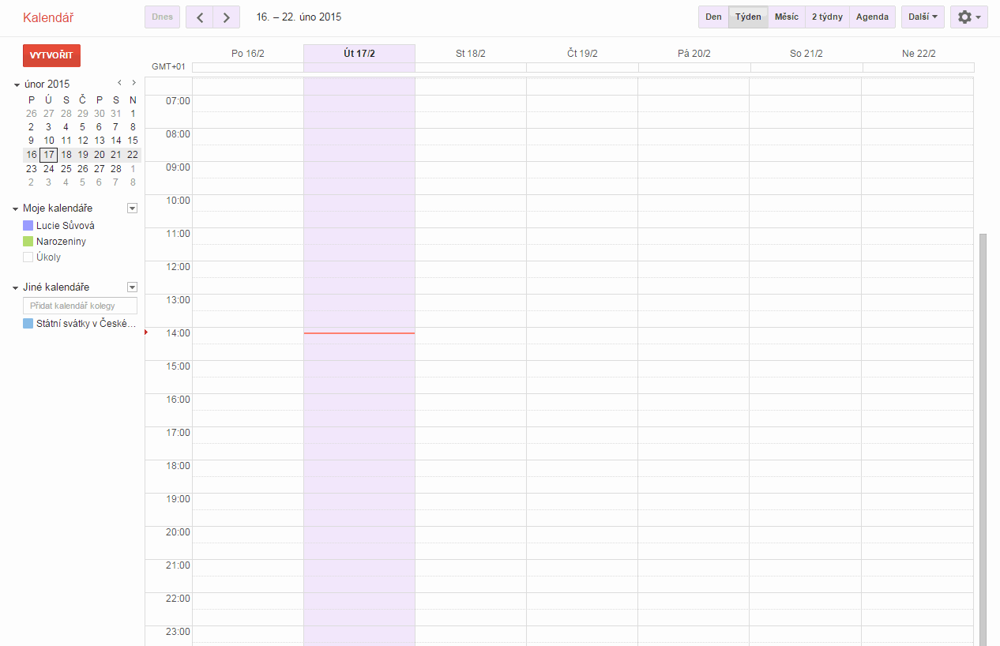 Kalendář
Dnes
16. – 22. úno 2015
Den Týden Měsíc 2 týdny Agenda
Další
VYTVOŘIT
únor 2015
P Ú S Č P S N
26 27 28 29 30 31 1
2 3 4 5 6 7 8
9 10 11 12 13 14 15
16 17 18 19 20 21 22
23 24 25 26 27 28 1
2 3 4 5 6 7 8
Moje kalendáře
Lucie Sůvová
Narozeniny
Úkoly
Jiné kalendáře
Přidat kalendář kolegy
Státní svátky v České...
Po 16/2 Út 17/2 St 18/2 Čt 19/2 Pá 20/2 So 21/2 Ne 22/2
GMT+01
07:00
08:00
09:00
10:00
11:00
12:00
13:00
14:00
15:00
16:00
17:00
18:00
19:00
20:00
21:00
22:00
23:00